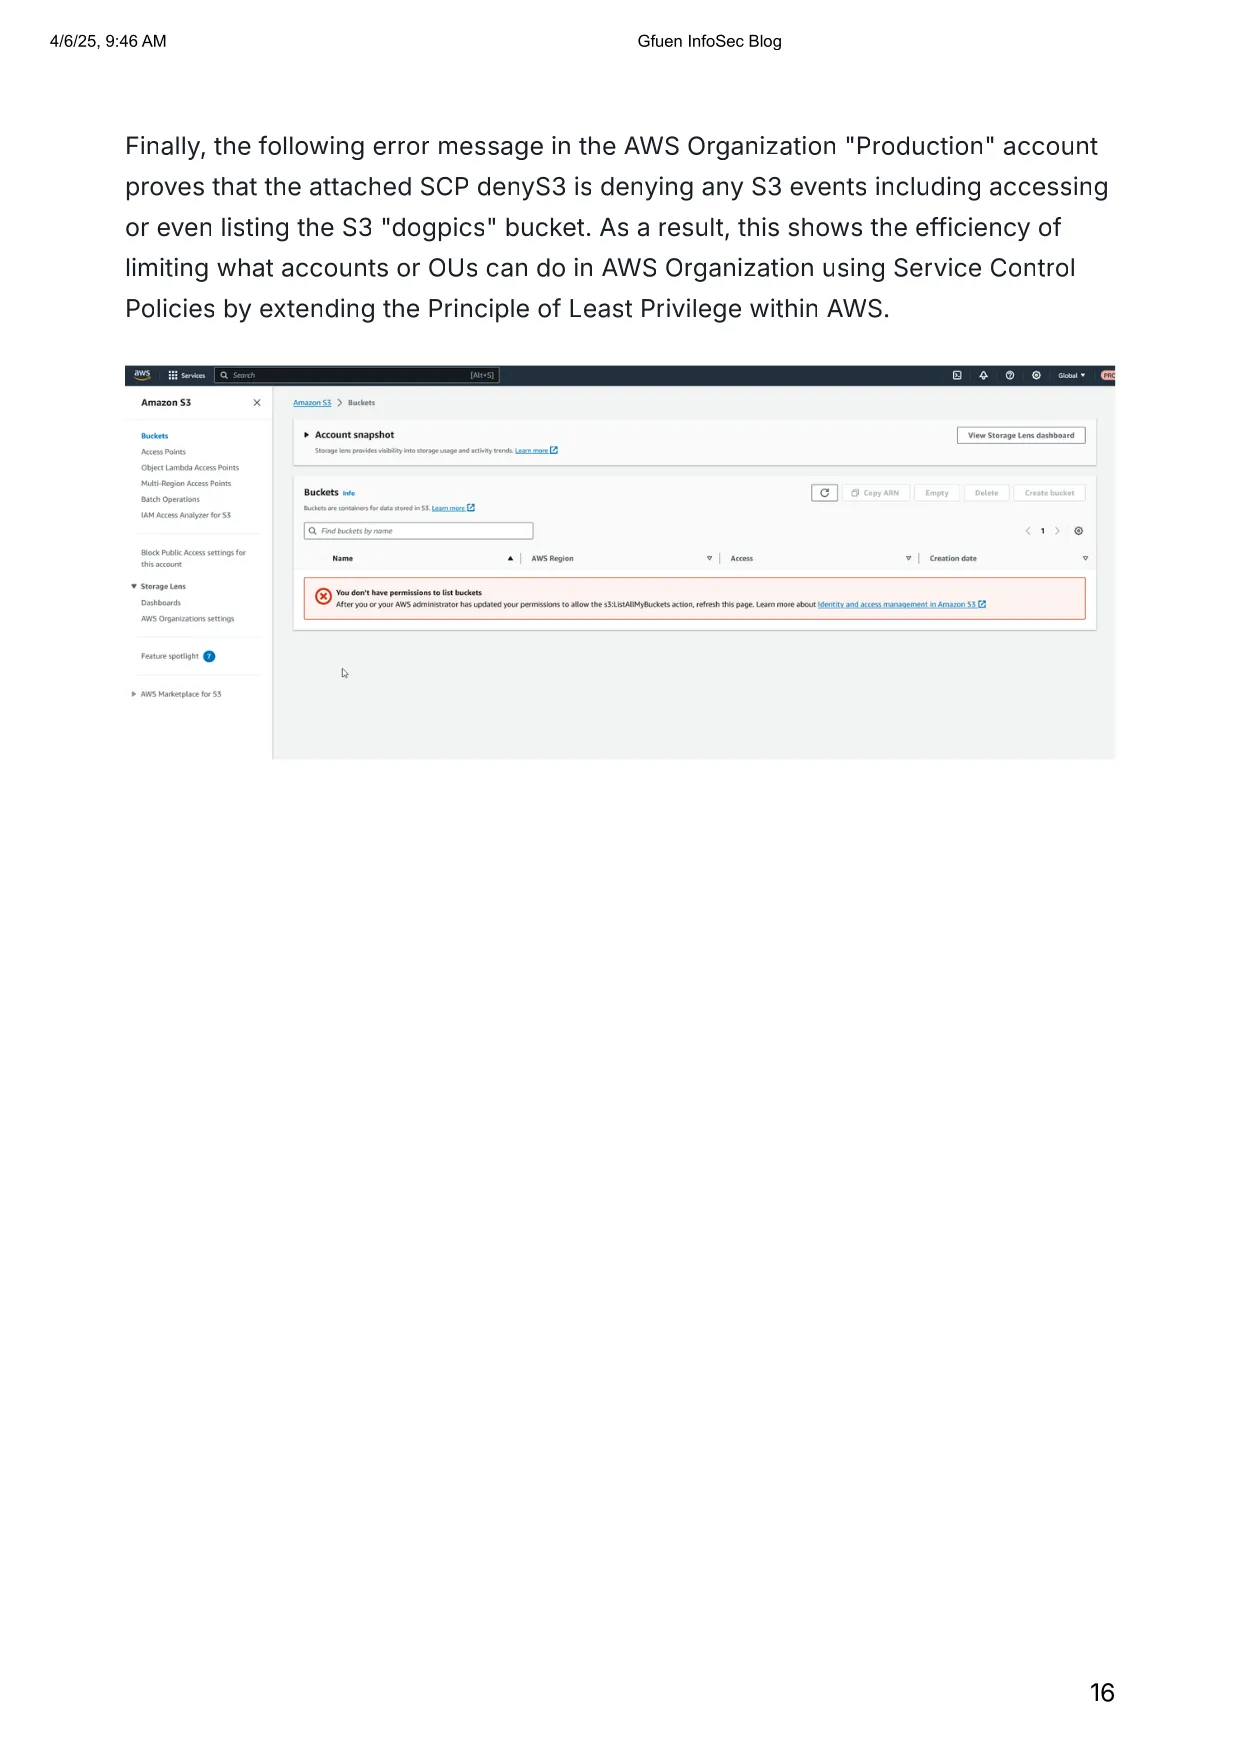 4/6/25, 9:46 AM
Gfuen InfoSec Blog
Finally, the following error message in the AWS Organization "Production" account
proves that the attached SCP denyS3 is denying any S3 events including accessing
or even listing the S3 "dogpics" bucket. As a result, this shows the efficiency of
limiting what accounts or OUs can do in AWS Organization using Service Control
Policies by extending the Principle of Least Privilege within AWS.
aws Services Search [Alt+S] Global PRO
Amazon S3
Buckets
Access Points
Object Lambda Access Points
Multi-Region Access Points
Batch Operations
IAM Access Analyzer for S3
Block Public Access settings for
this account
Storage Lens
Dashboards
AWS Organizations settings
Feature spotlight 7
AWS Marketplace for S3
Amazon S3 > Buckets
Account snapshot
View Storage Lens dashboard
Storage lens provides visibility into storage usage and activity trends. Learn more
Buckets Info
Copy ARN Empty Delete Create bucket
Buckets are containers for data stored in S3. Learn more
Find buckets by name
< 1 >
Name AWS Region Access Creation date
You don't have permissions to list buckets
After you or your AWS administrator has updated your permissions to allow the s3:ListAllMyBuckets action, refresh this page. Learn more about Identity and access management in Amazon S3
16